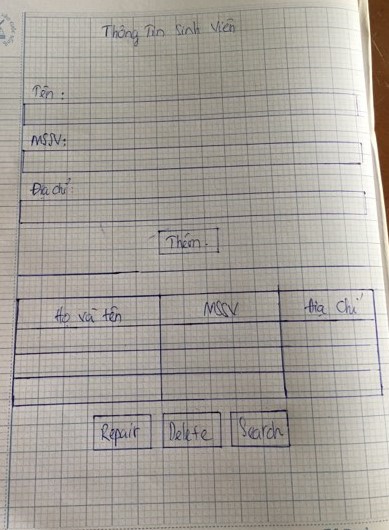 Thông Tin Sinh Viên
Tên :
MSSV:
Địa chỉ:
Thêm.
Họ và tên MSSV Địa Chỉ
Repair Delete Search